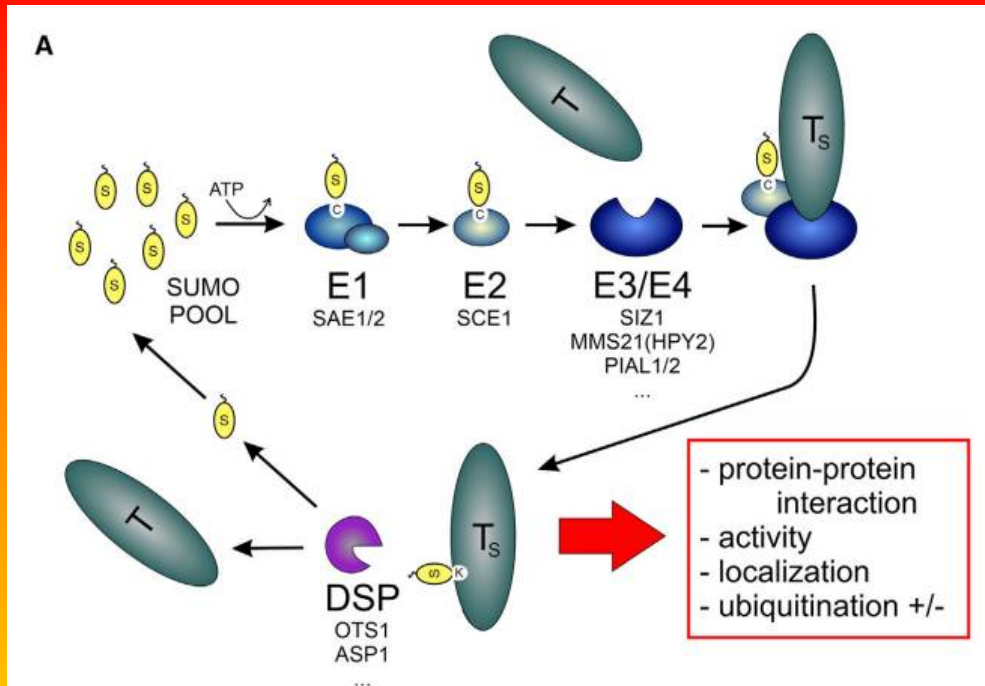 A
T
Ts
S
S
S
S
S
S
ATP
S
C
S
C
S
C
SUMO
POOL
E1
SAE1/2
E2
SCE1
E3/E4
SIZ1
MMS21(HPY2)
PIAL1/2
...
S
T
Ts
S
K
DSP
OTS1
ASP1
...
- protein-protein
interaction
- activity
- localization
- ubiquitination +/-